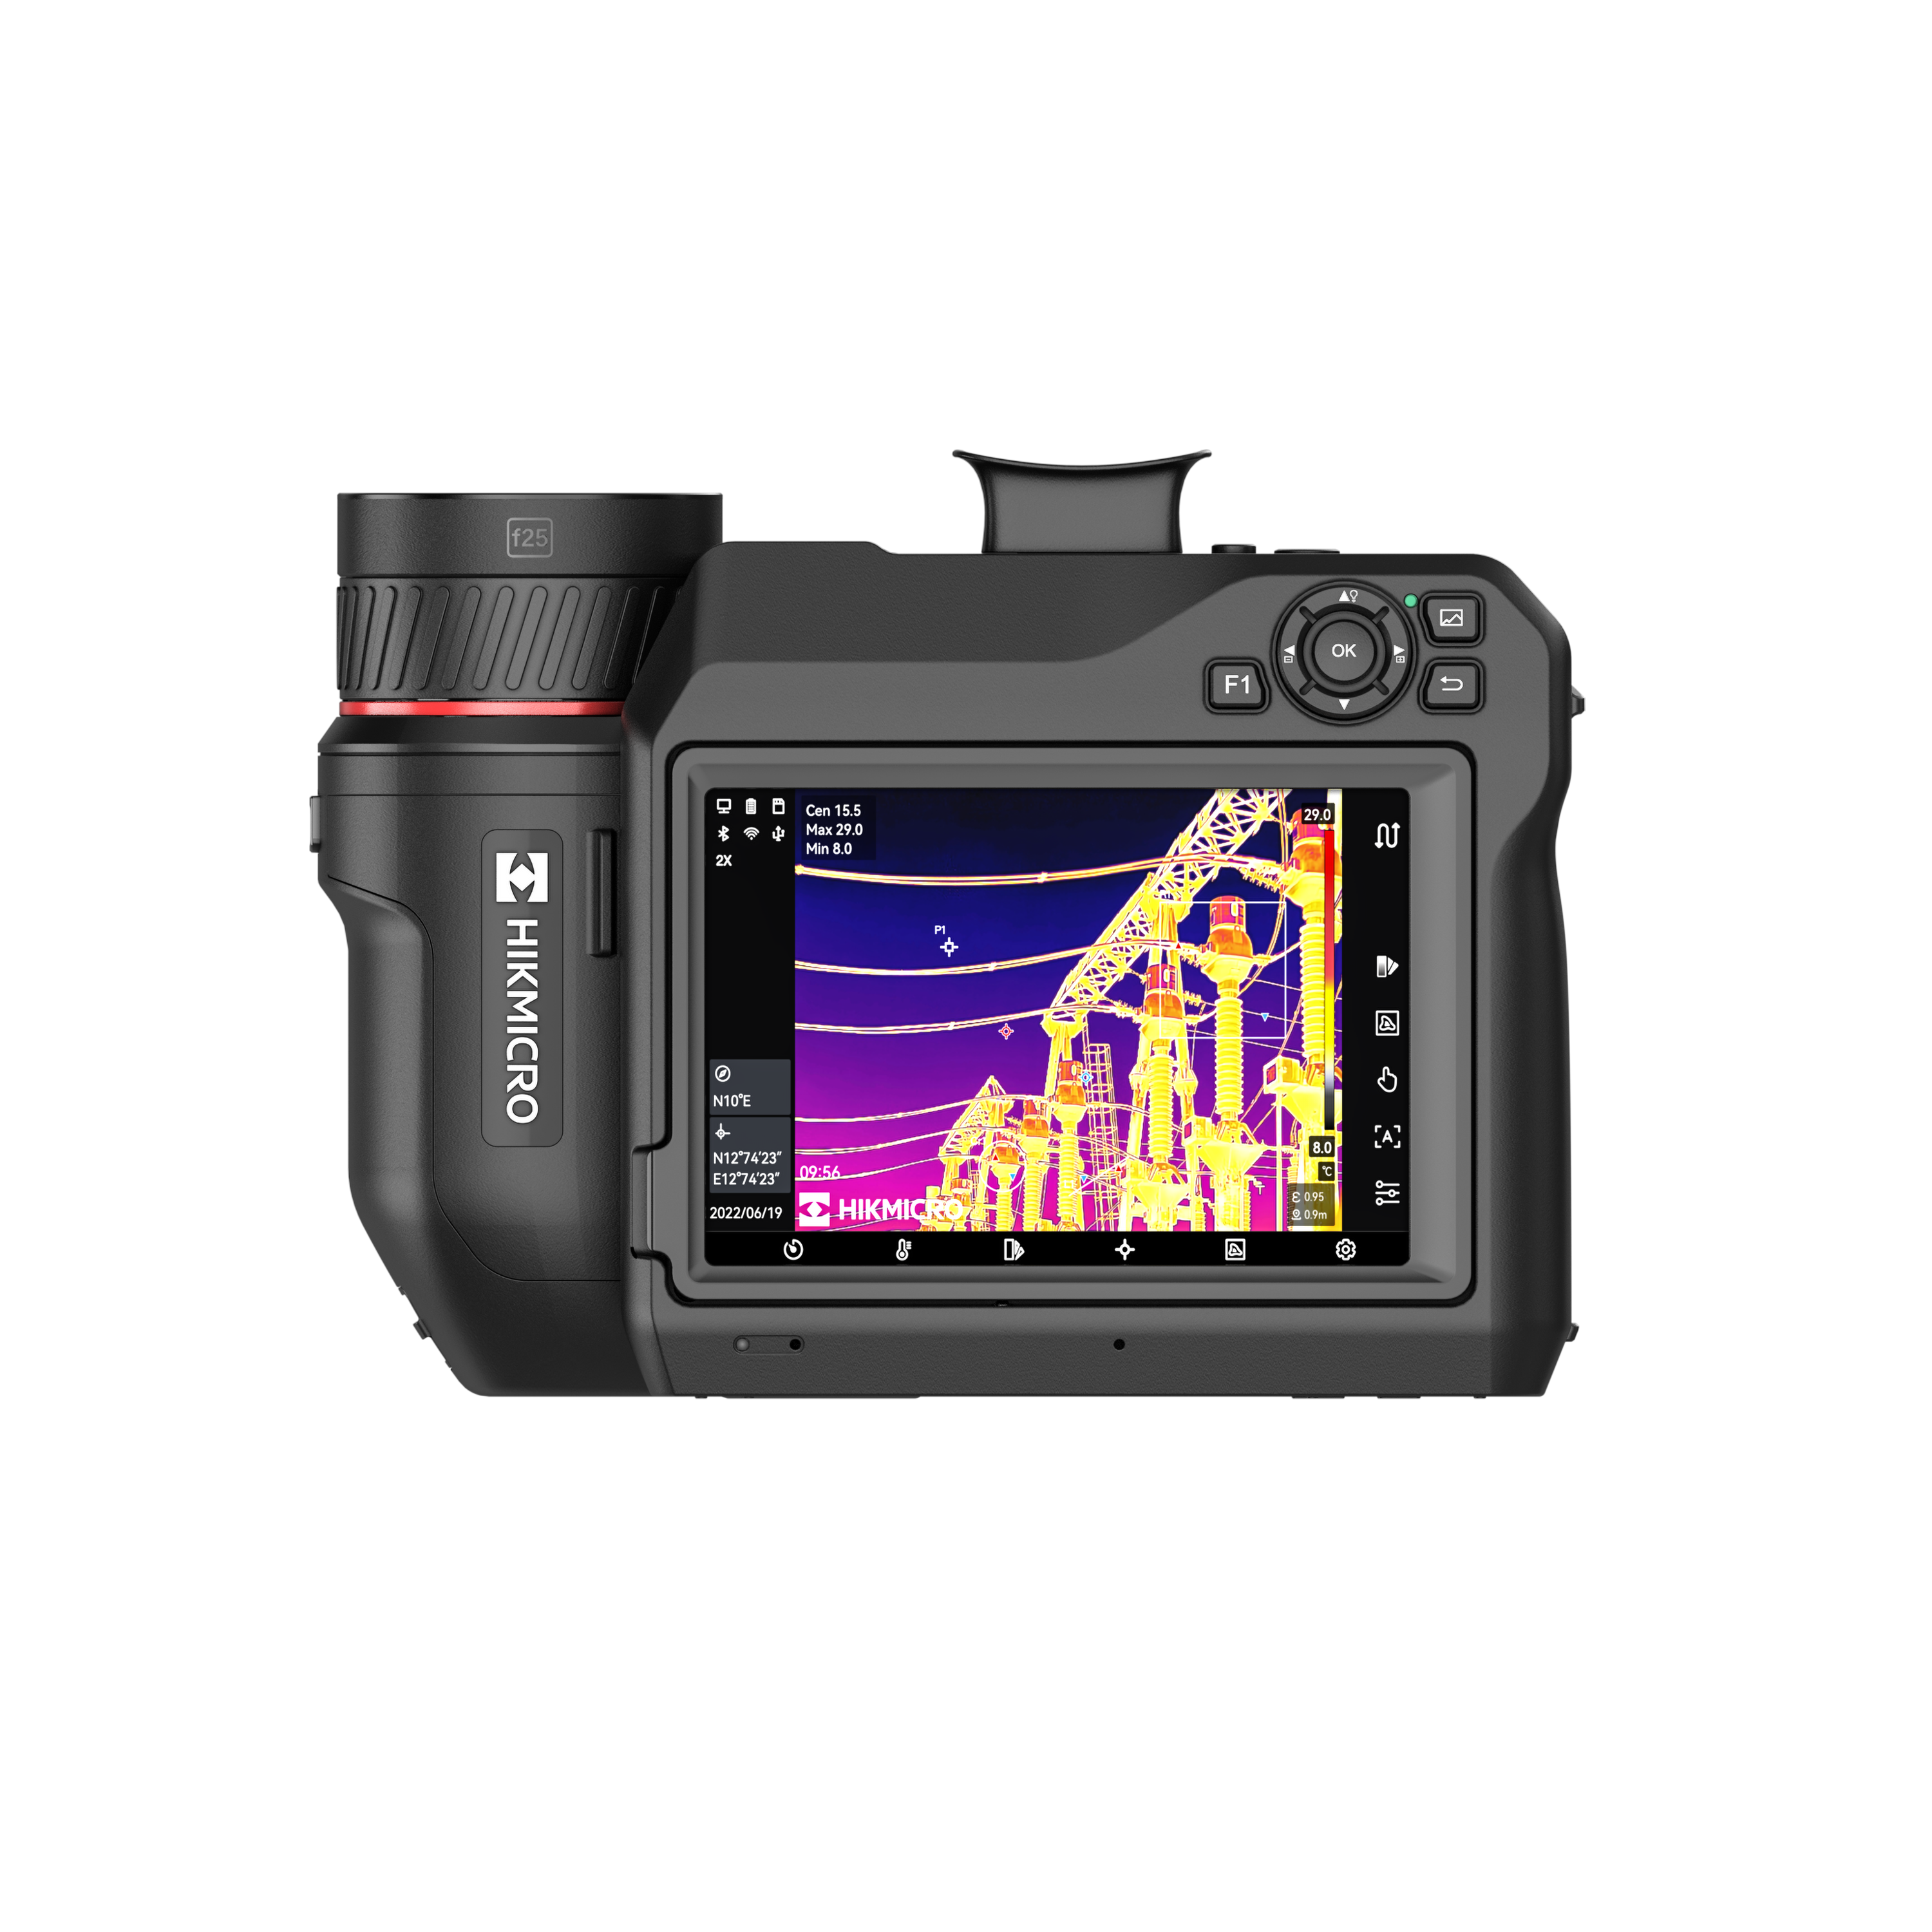 f25
OK
F1
HIKMICRO
2X
Cen 15.5
Max 29.0
Min 8.0
29.0
P1
N10°E
N12°74'23"
E12°74'23"
2022/06/19
09:56
HIKMICRO
8.0
°C
ε 0.95
0.9m
A